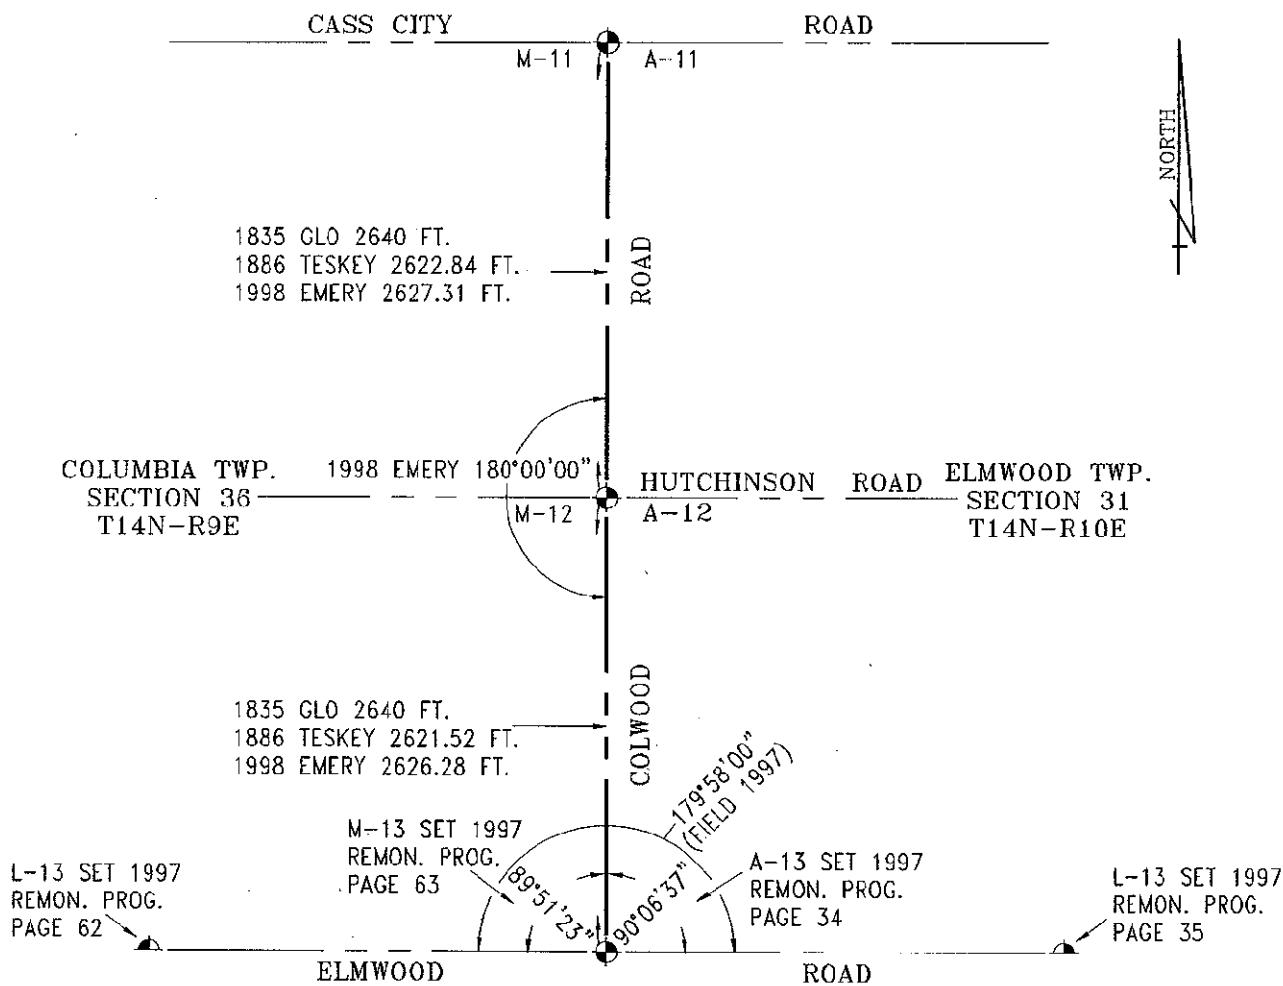 CASS CITY ROAD
M-11 A-11
NORTH
1835 GLO 2640 FT.
1886 TESKEY 2622.84 FT.
1998 EMERY 2627.31 FT.
ROAD
COLUMBIA TWP.
SECTION 36
T14N-R9E
1998 EMERY 180°00'00"
HUTCHINSON ROAD
M-12 A-12
ELMWOOD TWP.
SECTION 31
T14N-R10E
1835 GLO 2640 FT.
1886 TESKEY 2621.52 FT.
1998 EMERY 2626.28 FT.
COLWOOD
179°58'00"
(FIELD 1997)
L-13 SET 1997
REMON. PROG.
PAGE 62
M-13 SET 1997
REMON. PROG.
PAGE 63
89°51'23"
90°06'37"
A-13 SET 1997
REMON. PROG.
PAGE 34
L-13 SET 1997
REMON. PROG.
PAGE 35
ELMWOOD ROAD